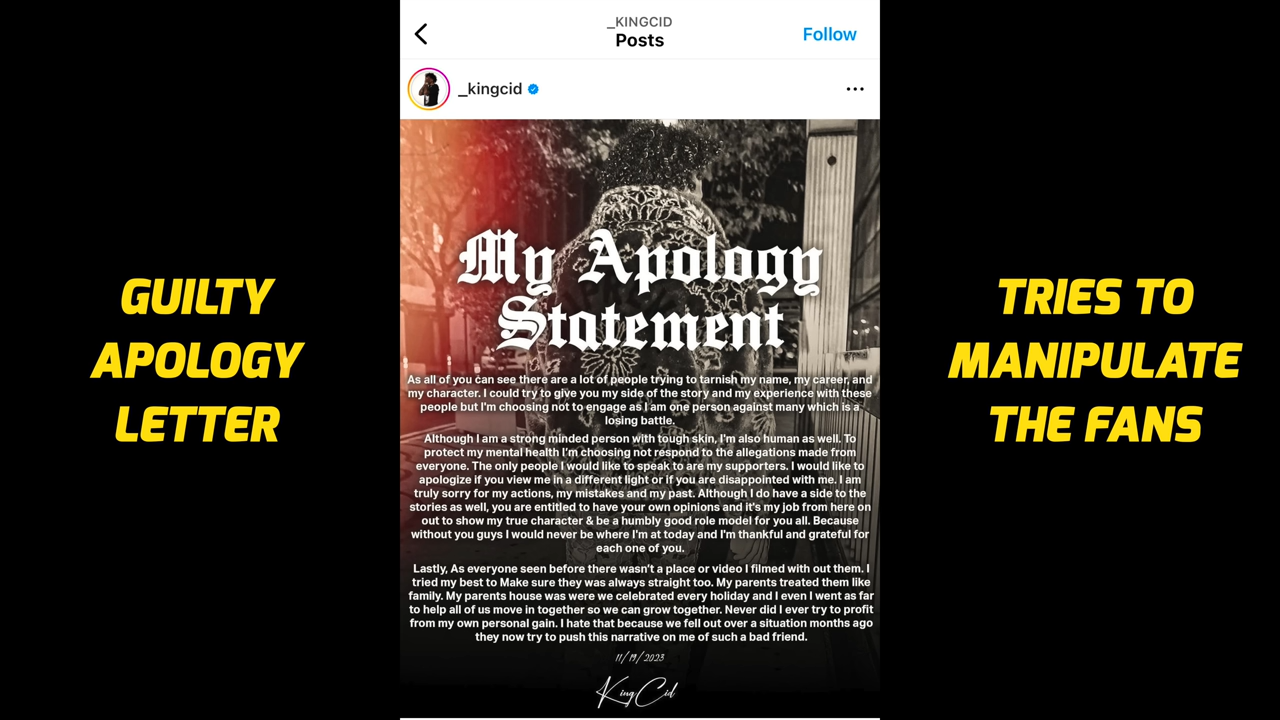 _KINGCID
Posts
Follow
_kingcid
GUILTY
APOLOGY
LETTER
My Apology
Statement
As all of you can see there are a lot of people trying to tarnish my name, my career, and
my character. I could try to give you my side of the story and my experience with these
people but I'm choosing not to engage as I am one person against many which is a
losing battle.
Although I am a strong minded person with tough skin, I'm also human as well. To
protect my mental health I'm choosing not respond to the allegations made from
everyone. The only people I would like to speak to are my supporters. I would like to
apologize if you view me in a different light or if you are disappointed with me. I am
truly sorry for my actions, my mistakes and my past. Although I do have a side to the
stories as well, you are entitled to have your own opinions and it's my job from here on
out to show my true character & be a humbly good role model for you all. Because
without you guys I would never be where I'm at today and I'm thankful and grateful for
each one of you.
Lastly, As everyone seen before there wasn't a place or video I filmed with out them. I
tried my best to Make sure they was always straight too. My parents treated them like
family. My parents house was were we celebrated every holiday and I even I went as far
to help all of us move in together so we can grow together. Never did I ever try to profit
from my own personal gain. I hate that because we fell out over a situation months ago
they now try to push this narrative on me of such a bad friend.
11/19/2023
KingCid
TRIES TO
MANIPULATE
THE FANS